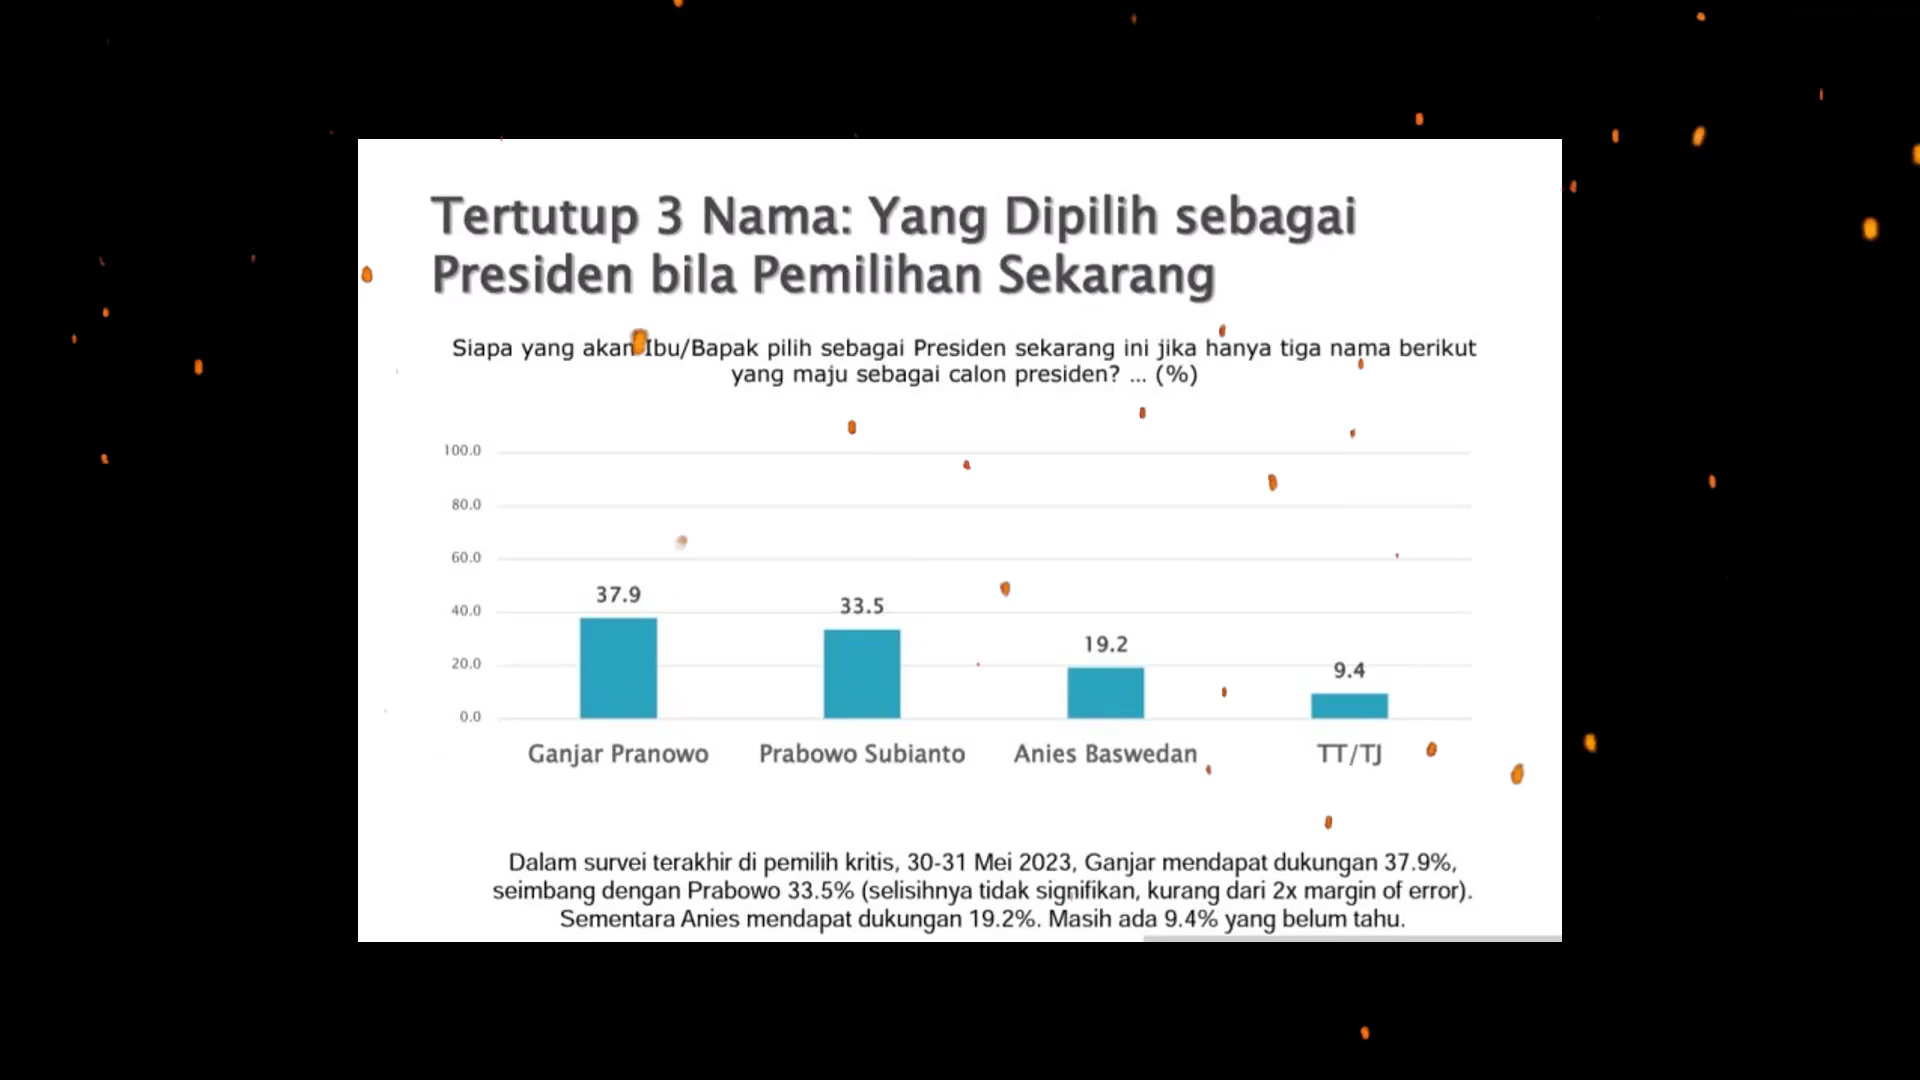 Tertutup 3 Nama: Yang Dipilih sebagai
Presiden bila Pemilihan Sekarang
Siapa yang akan Ibu/Bapak pilih sebagai Presiden sekarang ini jika hanya tiga nama berikut
yang maju sebagai calon presiden? ... (%)
100.0
80.0
60.0
40.0
20.0
0.0
37.9
33.5
19.2
9.4
Ganjar Pranowo
Prabowo Subianto
Anies Baswedan
TT/TJ
Dalam survei terakhir di pemilih kritis, 30-31 Mei 2023, Ganjar mendapat dukungan 37.9%,
seimbang dengan Prabowo 33.5% (selisihnya tidak signifikan, kurang dari 2x margin of error).
Sementara Anies mendapat dukungan 19.2%. Masih ada 9.4% yang belum tahu.